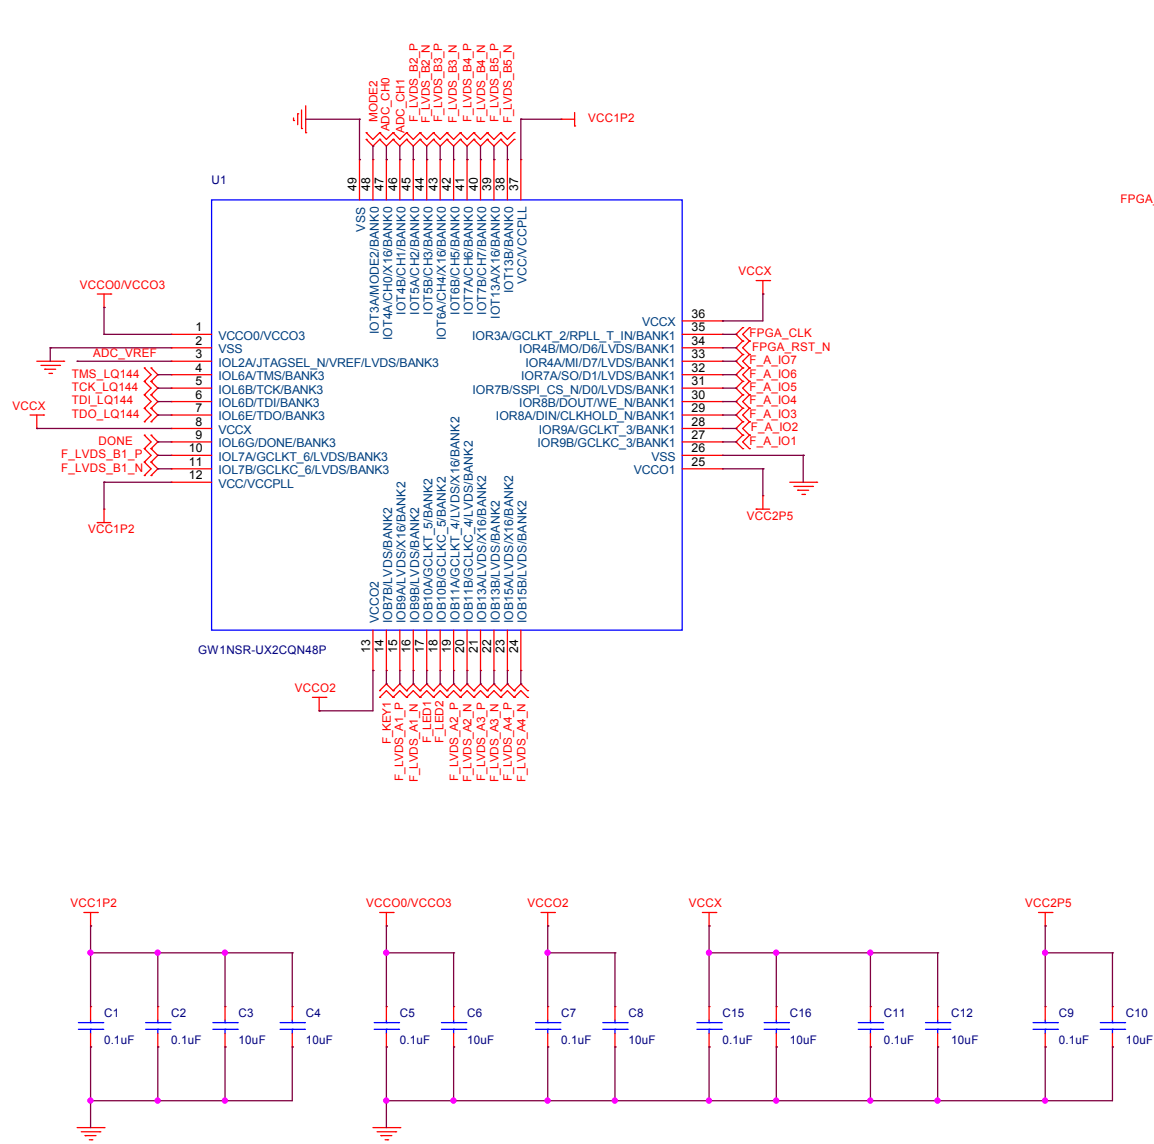 MODE2
ADC_CH0
ADC_CH1
F_LVDS_B2_P
F_LVDS_B2_N
F_LVDS_B3_P
F_LVDS_B3_N
F_LVDS_B4_P
F_LVDS_B4_N
F_LVDS_B5_P
F_LVDS_B5_N
VCC1P2
U1
49
48
47
46
45
44
43
42
41
40
39
38
37
VSS
IOT3A/MODE2/BANK0
IOT4A/CH0/X16/BANK0
IOT4B/CH1/BANK0
IOT5A/CH2/BANK0
IOT5B/CH3/BANK0
IOT6A/CH4/X16/BANK0
IOT6B/CH5/BANK0
IOT7A/CH6/BANK0
IOT7B/CH7/BANK0
IOT13A/X16/BANK0
IOT13B/BANK0
VCC/VCCPLL
FPGA_
VCCO0/VCCO3
1 VCCO0/VCCO3
2 VSS
ADC_VREF 3 IOL2A/JTAGSEL_N/VREF/LVDS/BANK3
TMS_LQ144 4 IOL6A/TMS/BANK3
TCK_LQ144 5 IOL6B/TCK/BANK3
TDI_LQ144 6 IOL6D/TDI/BANK3
TDO_LQ144 7 IOL6E/TDO/BANK3
VCCX
8 VCCX
DONE 9 IOL6G/DONE/BANK3
F_LVDS_B1_P 10 IOL7A/GCLKT_6/LVDS/BANK3
F_LVDS_B1_N 11 IOL7B/GCLKC_6/LVDS/BANK3
12 VCC/VCCPLL
VCC1P2
VCCX
VCCX 36
IOR3A/GCLKT_2/RPLL_T_IN/BANK1 35 FPGA_CLK
IOR4B/MO/D6/LVDS/BANK1 34 FPGA_RST_N
IOR4A/MI/D7/LVDS/BANK1 33 F_A_IO7
IOR7A/SO/D1/LVDS/BANK1 32 F_A_IO6
IOR7B/SSPI_CS_N/D0/LVDS/BANK1 31 F_A_IO5
IOR8B/DOUT/WE_N/BANK1 30 F_A_IO4
IOR8A/DIN/CLKHOLD_N/BANK1 29 F_A_IO3
IOR9A/GCLKT_3/BANK1 28 F_A_IO2
IOR9B/GCLKC_3/BANK1 27 F_A_IO1
VSS 26
VCCO1 25
VCC2P5
VCCO2
IOB7B/LVDS/BANK2
IOB9A/LVDS/X16/BANK2
IOB9B/LVDS/BANK2
IOB10A/GCLKT_5/BANK2
IOB10B/GCLKC_5/BANK2
IOB11A/GCLKT_4/LVDS/X16/BANK2
IOB11B/GCLKC_4/LVDS/BANK2
IOB13A/LVDS/X16/BANK2
IOB13B/LVDS/BANK2
IOB15A/LVDS/X16/BANK2
IOB15B/LVDS/BANK2
GW1NSR-UX2CQN48P
13
14
15
16
17
18
19
20
21
22
23
24
VCCO2
F_KEY1
F_LVDS_A1_P
F_LVDS_A1_N
F_LED1
F_LED2
F_LVDS_A2_P
F_LVDS_A2_N
F_LVDS_A3_P
F_LVDS_A3_N
F_LVDS_A4_P
F_LVDS_A4_N
VCC1P2 VCCO0/VCCO3 VCCO2 VCCX VCC2P5
C1 C2 C3 C4 C5 C6 C7 C8 C15 C16 C11 C12 C9 C10
0.1uF 0.1uF 10uF 10uF 0.1uF 10uF 0.1uF 10uF 0.1uF 10uF 0.1uF 10uF 0.1uF 10uF